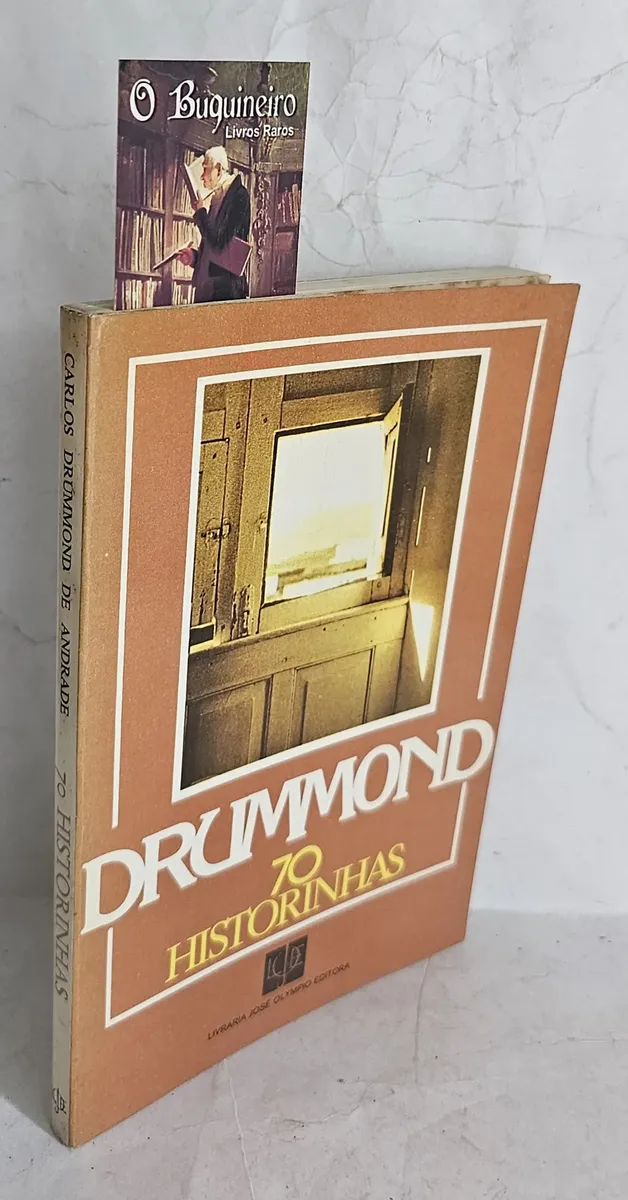 O Buquineiro
Livros Raros
CARLOS DRUMMOND DE ANDRADE 70 HISTORINHAS
DRUMMOND
70
HISTORINHAS
LIVRARIA JOSÉ OLYMPIO EDITORA